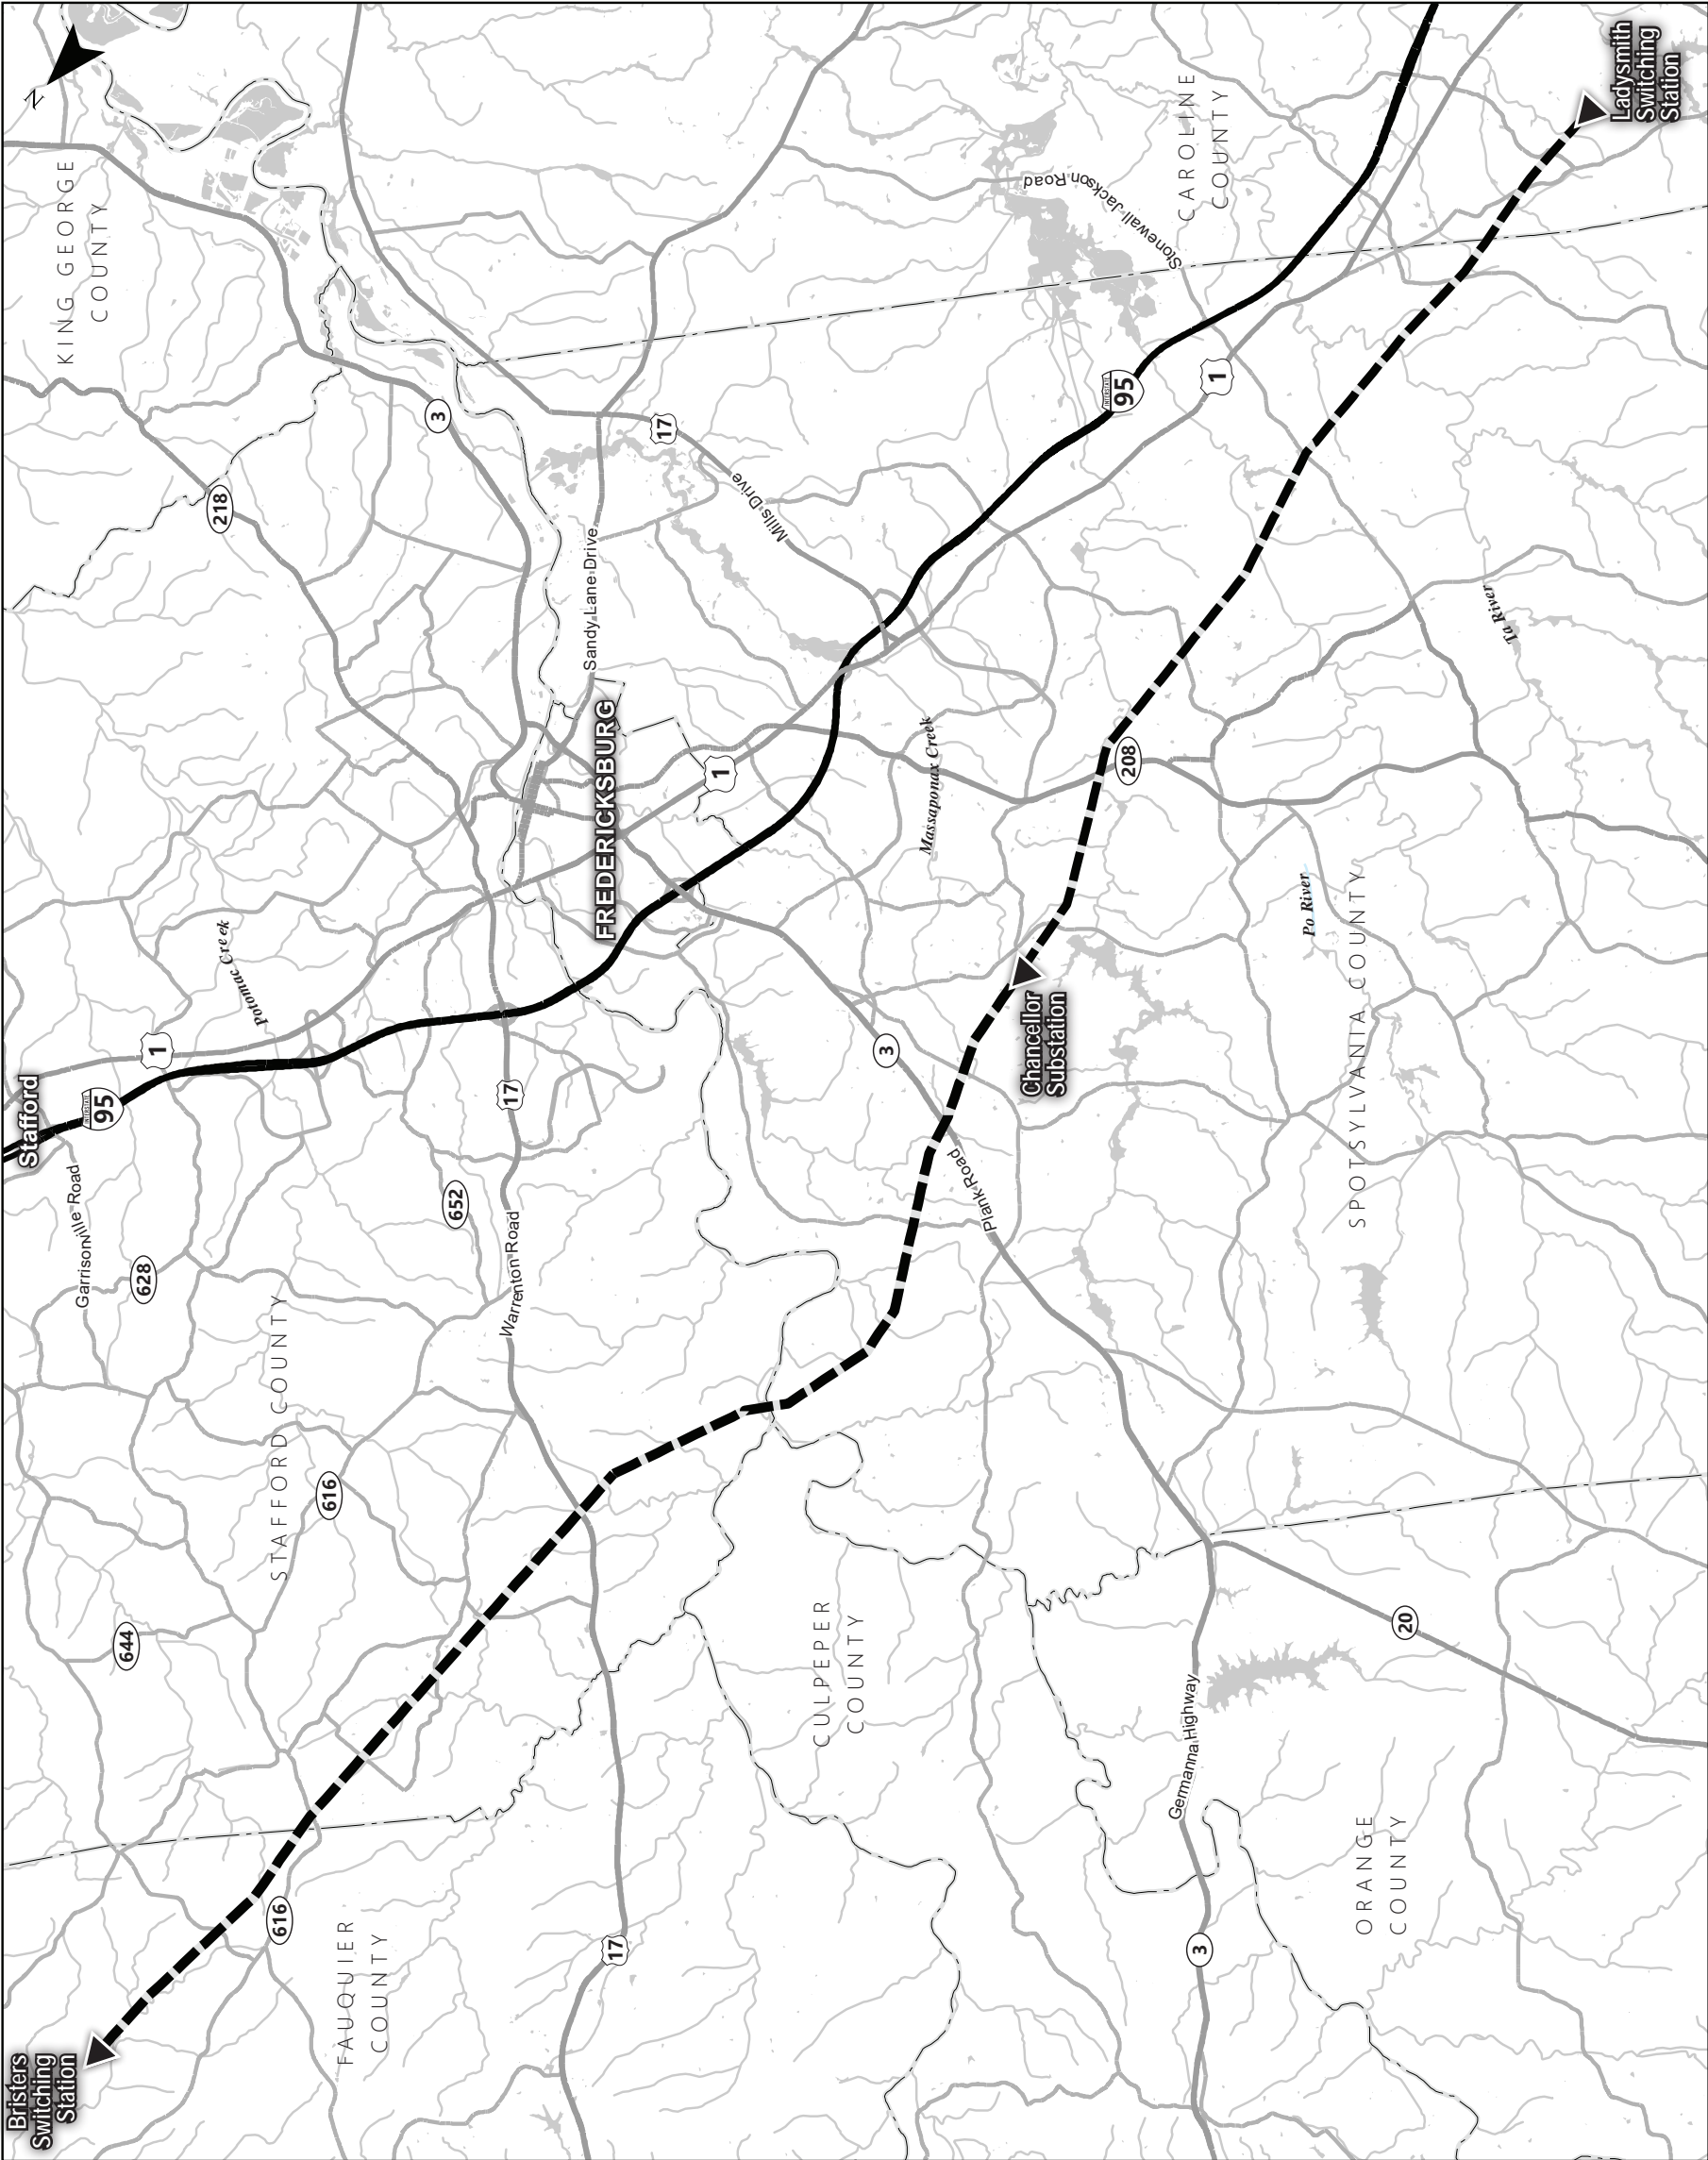 Bristers
Switching
Station
Stafford
N
KING GEORGE
COUNTY
Garrisonville Road
INTERSTATE
95
644
628
1
218
Potomac Creek
616
STAFFORD COUNTY
616
FAUQUIER
COUNTY
3
652
Warrenton Road
17
Sandy Lane Drive
FREDERICKSBURG
17
17
1
Mills Drive
CULPEPER
COUNTY
3
Massaponax Creek
Plank Road
Chancellor
Substation
Stonewall Jackson Road
INTERSTATE
95
208
Germanna Highway
CAROLINE
COUNTY
3
1
Po River
SPOTSYLVANIA COUNTY
ORANGE
COUNTY
20
Ta River
Ladysmith
Switching
Station